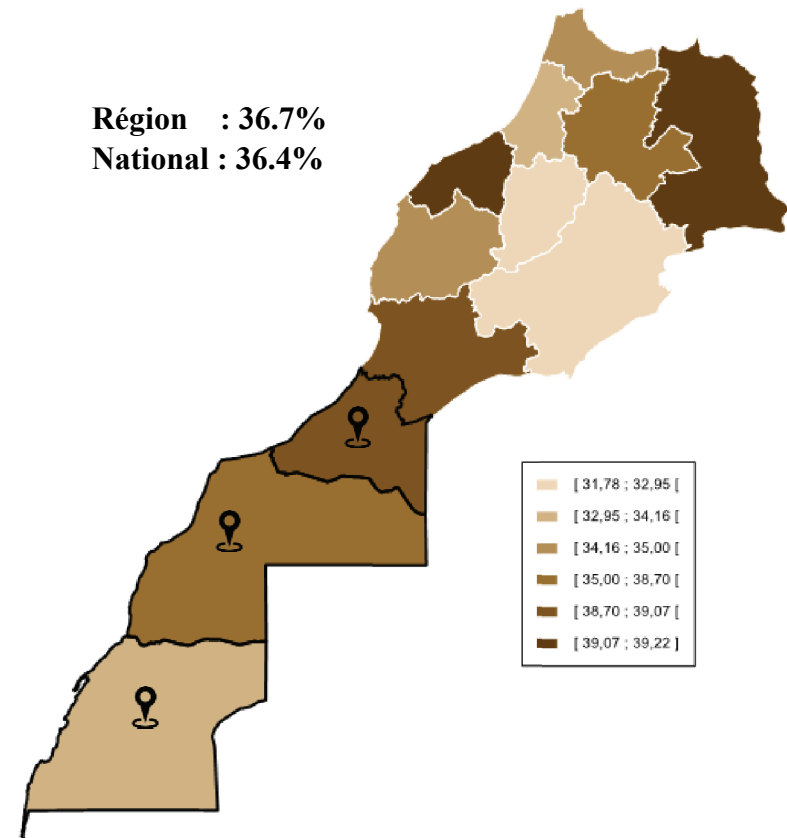 Région : 36.7%
National : 36.4%
[ 31,78 ; 32,95 [
[ 32,95 ; 34,16 [
[ 34,16 ; 35,00 [
[ 35,00 ; 38,70 [
[ 38,70 ; 39,07 [
[ 39,07 ; 39,22 ]